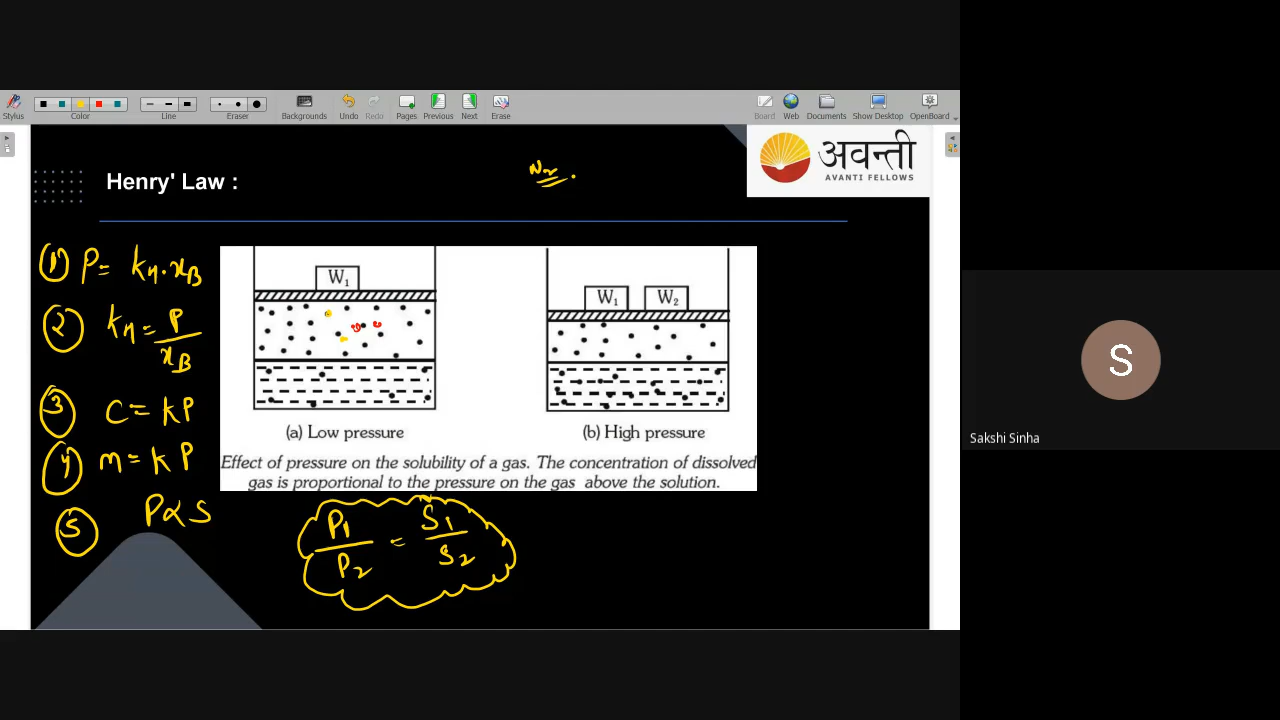 Stylus
Color
Line
Eraser
Backgrounds
Undo
Redo
Pages
Previous
Next
Erase
Board
Web
Documents
Show Desktop
OpenBoard
अवन्ती
AVANTI FELLOWS
Henry' Law :
N₂
① P = kH . xB
② kH = P / xB
③ C = kP
④ m = kP
⑤ P∝S
W₁
(a) Low pressure
W₁ W₂
(b) High pressure
Effect of pressure on the solubility of a gas. The concentration of dissolved
gas is proportional to the pressure on the gas above the solution.
P₁ / P₂ = S₁ / S₂
S
Sakshi Sinha